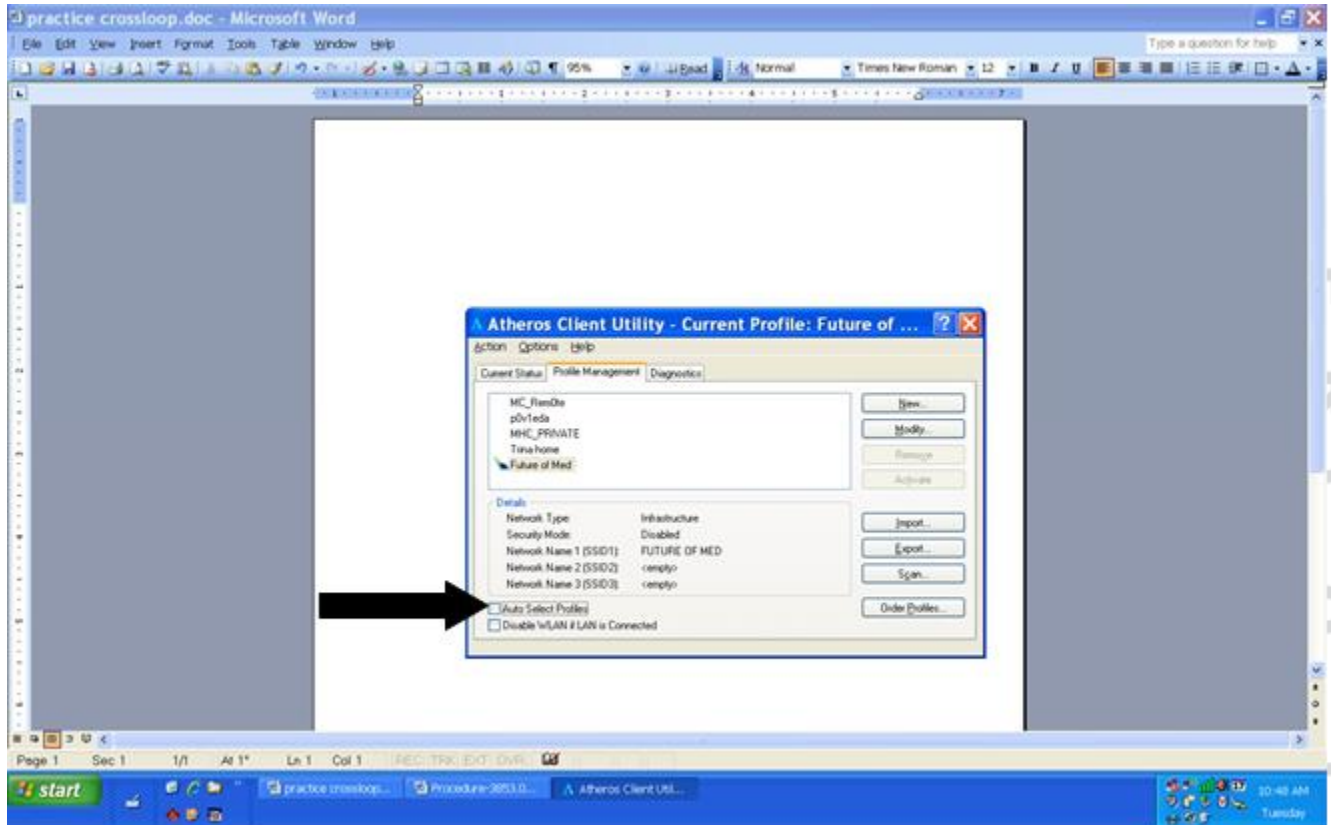 practice crossloop.doc - Microsoft Word
File Edit View Insert Format Tools Table Window Help Type a question for help
95% Read Normal Times New Roman 12 B I U
Atheros Client Utility - Current Profile: Future of ...
Action Options Help
Current Status Profile Management Diagnostics
MC_Rem0te
p0v1eda
MHC_PRIVATE
Trina home
Future of Med
New...
Modify...
Remove
Activate
Details
Network Type: Infrastructure
Security Mode: Disabled
Network Name 1 (SSID1): FUTURE OF MED
Network Name 2 (SSID2): <empty>
Network Name 3 (SSID3): <empty>
Import...
Export...
Scan...
Auto Select Profiles
Order Profiles...
Disable WLAN if LAN is Connected
Page 1 Sec 1 1/1 At 1" Ln 1 Col 1 REC TRK EXT OVR
start practice crossloop... Atheros Client Util... 10:48 AM
Tuesday